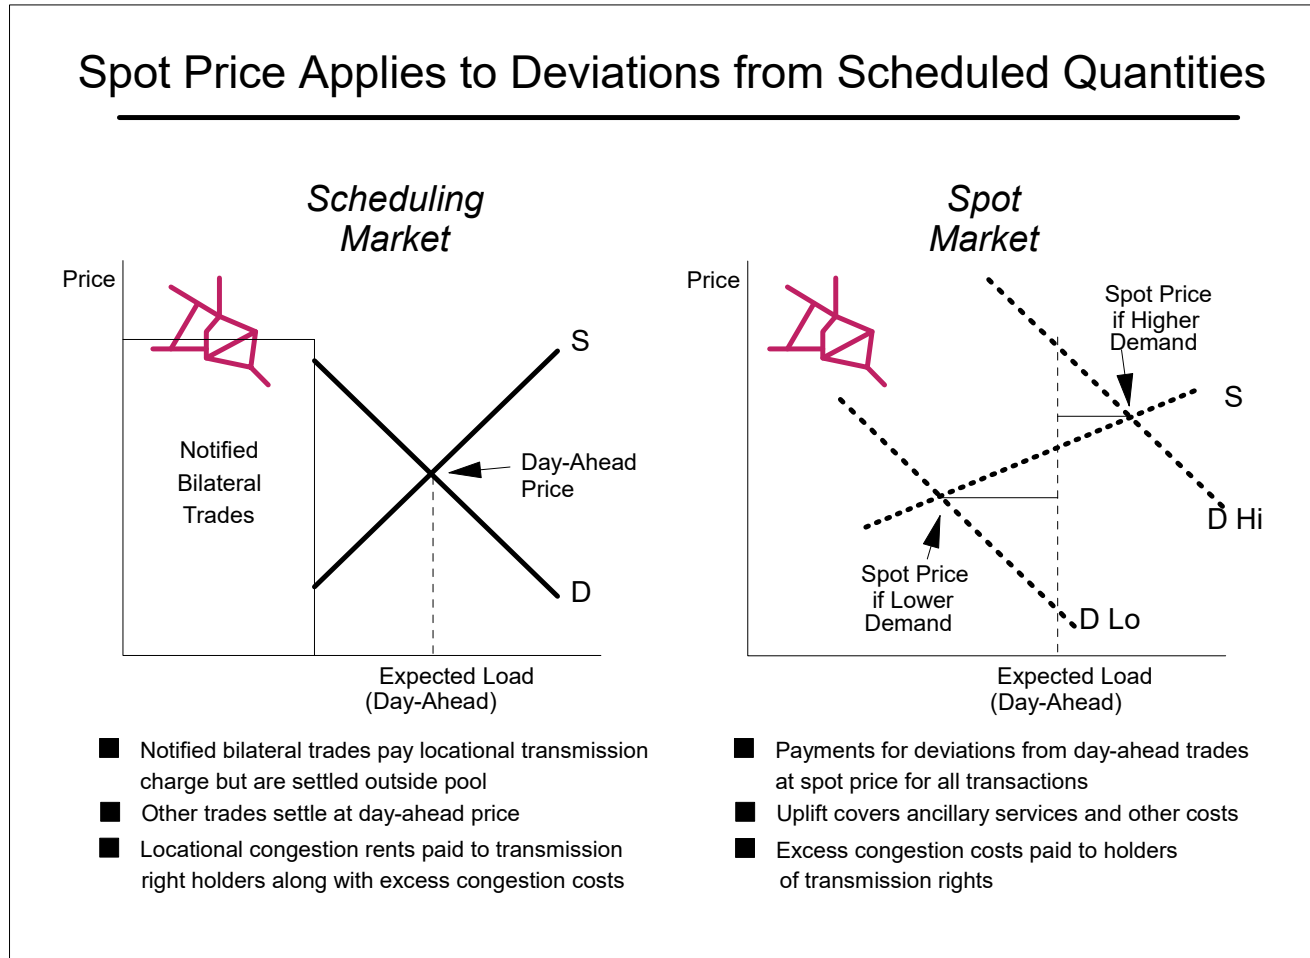 Spot Price Applies to Deviations from Scheduled Quantities
Scheduling
Market
Price
S
Notified
Bilateral
Trades
Day-Ahead
Price
D
Expected Load
(Day-Ahead)
Notified bilateral trades pay locational transmission
charge but are settled outside pool
Other trades settle at day-ahead price
Locational congestion rents paid to transmission
right holders along with excess congestion costs
Spot
Market
Price
Spot Price
if Higher
Demand
S
D Hi
Spot Price
if Lower
Demand
D Lo
Expected Load
(Day-Ahead)
Payments for deviations from day-ahead trades
at spot price for all transactions
Uplift covers ancillary services and other costs
Excess congestion costs paid to holders
of transmission rights